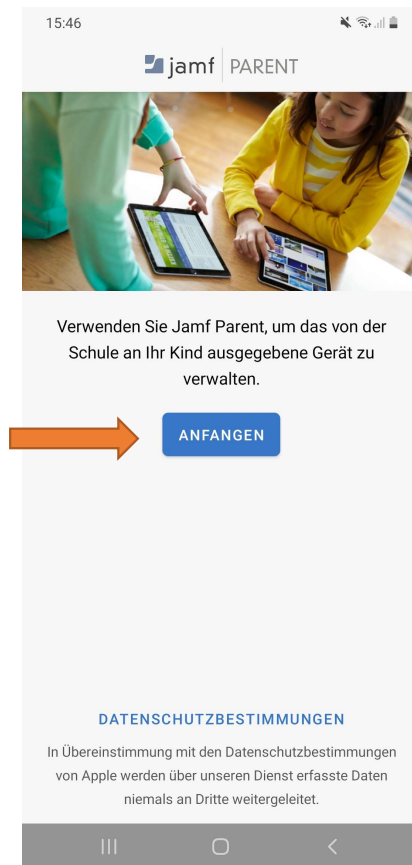 15:46
jamf PARENT
Verwenden Sie Jamf Parent, um das von der
Schule an Ihr Kind ausgegebene Gerät zu
verwalten.
ANFANGEN
DATENSCHUTZBESTIMMUNGEN
In Übereinstimmung mit den Datenschutzbestimmungen
von Apple werden über unseren Dienst erfasste Daten
niemals an Dritte weitergeleitet.